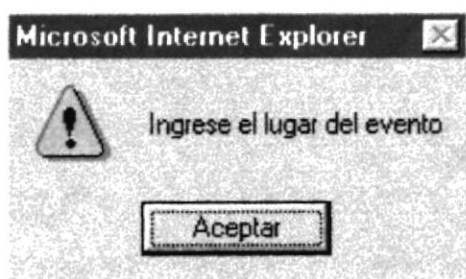 Microsoft Internet Explorer
Ingrese el lugar del evento
Aceptar